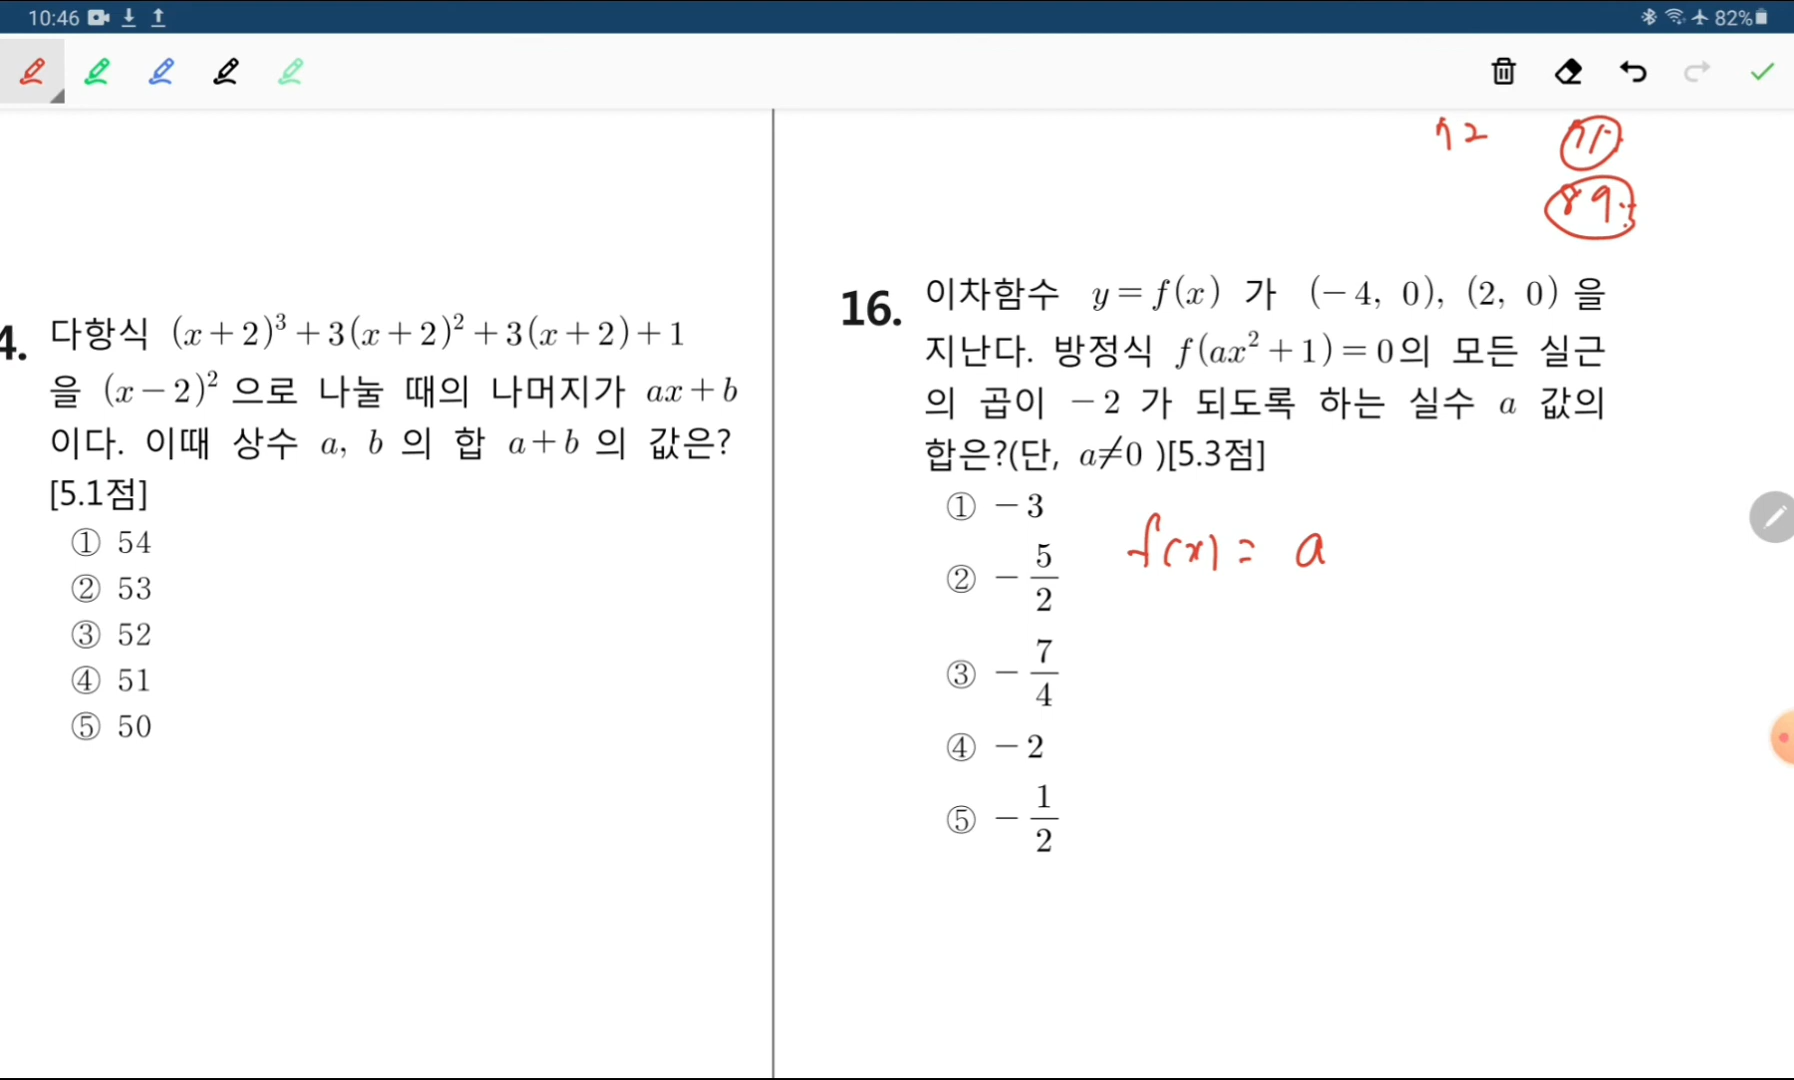 10:46
82%
4. 다항식 (x+2)³+3(x+2)²+3(x+2)+1
을 (x−2)² 으로 나눌 때의 나머지가 ax+b
이다. 이때 상수 a, b 의 합 a+b 의 값은?
[5.1점]
① 54
② 53
③ 52
④ 51
⑤ 50
12
89
16. 이차함수 y=f(x) 가 (−4, 0), (2, 0) 을
지난다. 방정식 f(ax²+1)=0의 모든 실근
의 곱이 −2 가 되도록 하는 실수 a 값의
합은?(단, a≠0 )[5.3점]
① −3
② −5/2
③ −7/4
④ −2
⑤ −1/2
f(x)= a